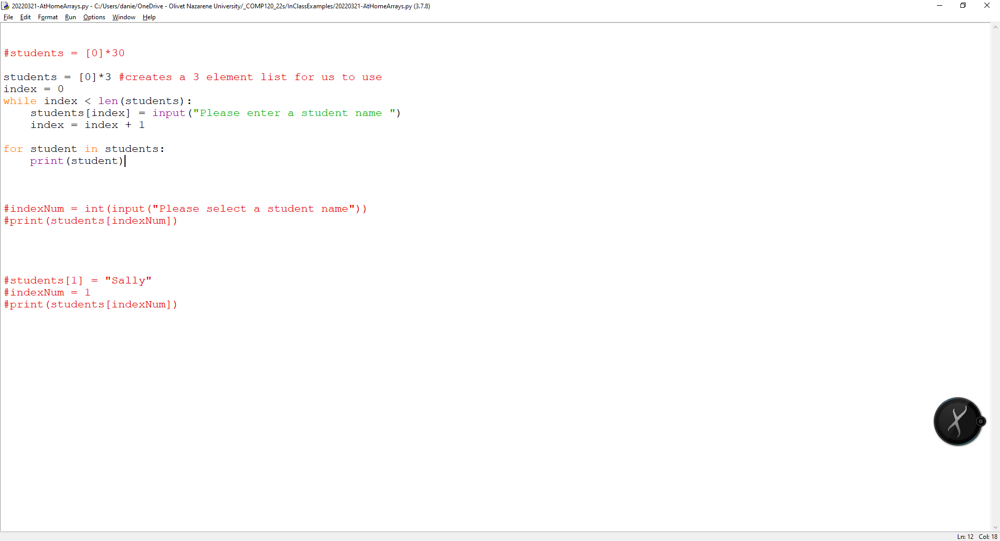 20220321-AtHomeArrays.py - C:/Users/danie/OneDrive - Olivet Nazarene University/_COMP120_22s/InClassExamples/20220321-AtHomeArrays.py (3.7.8)
File Edit Format Run Options Window Help
#students = [0]*30
students = [0]*3 #creates a 3 element list for us to use
index = 0
while index < len(students):
    students[index] = input("Please enter a student name ")
    index = index + 1
for student in students:
    print(student)
#indexNum = int(input("Please select a student name"))
#print(students[indexNum])
#students[1] = "Sally"
#indexNum = 1
#print(students[indexNum])
Ln: 12 Col: 18